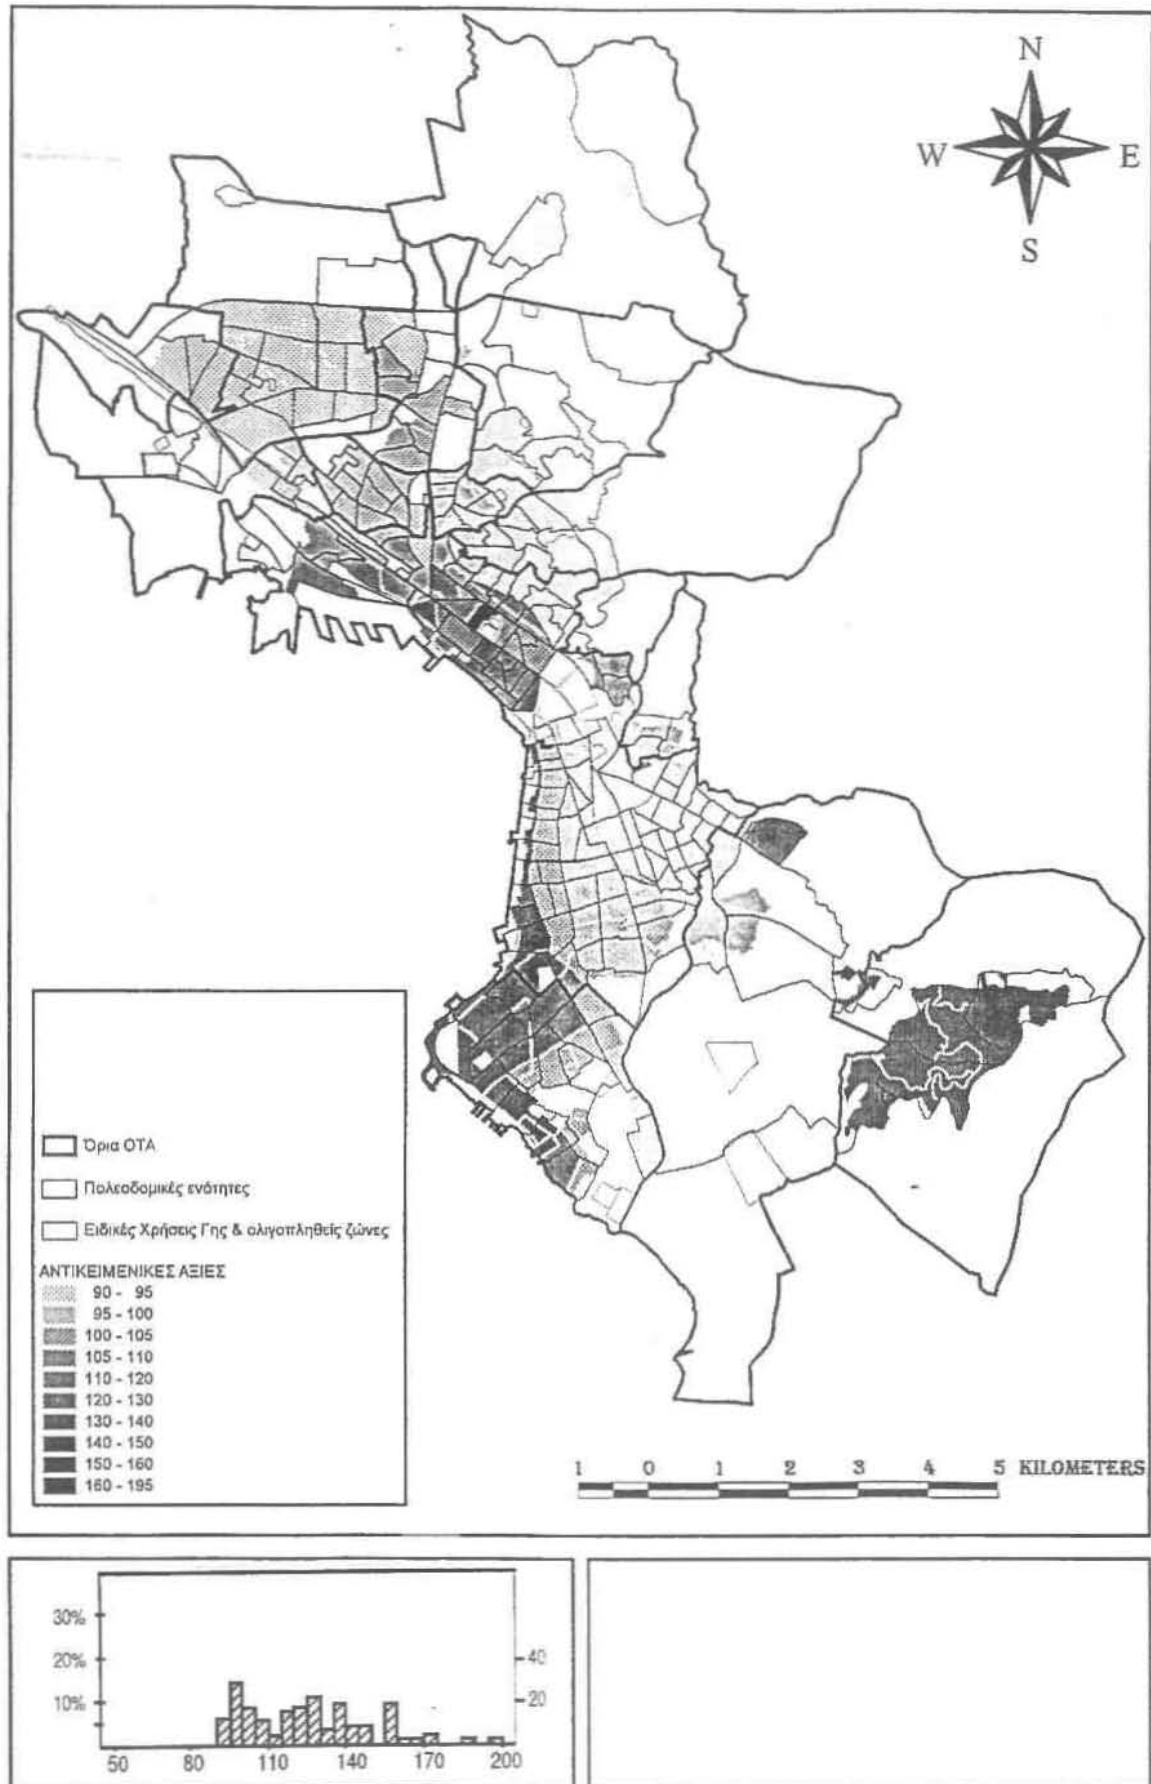 N
W E
S
Όρια ΟΤΑ
Πολεοδομικές ενότητες
Ειδικές Χρήσεις Γης & ολιγοπληθείς ζώνες
ΑΝΤΙΚΕΙΜΕΝΙΚΕΣ ΑΞΙΕΣ
90 - 95
95 - 100
100 - 105
105 - 110
110 - 120
120 - 130
130 - 140
140 - 150
150 - 160
160 - 195
1 0 1 2 3 4 5 KILOMETERS
30%
20% 40
10% 20
50 80 110 140 170 200